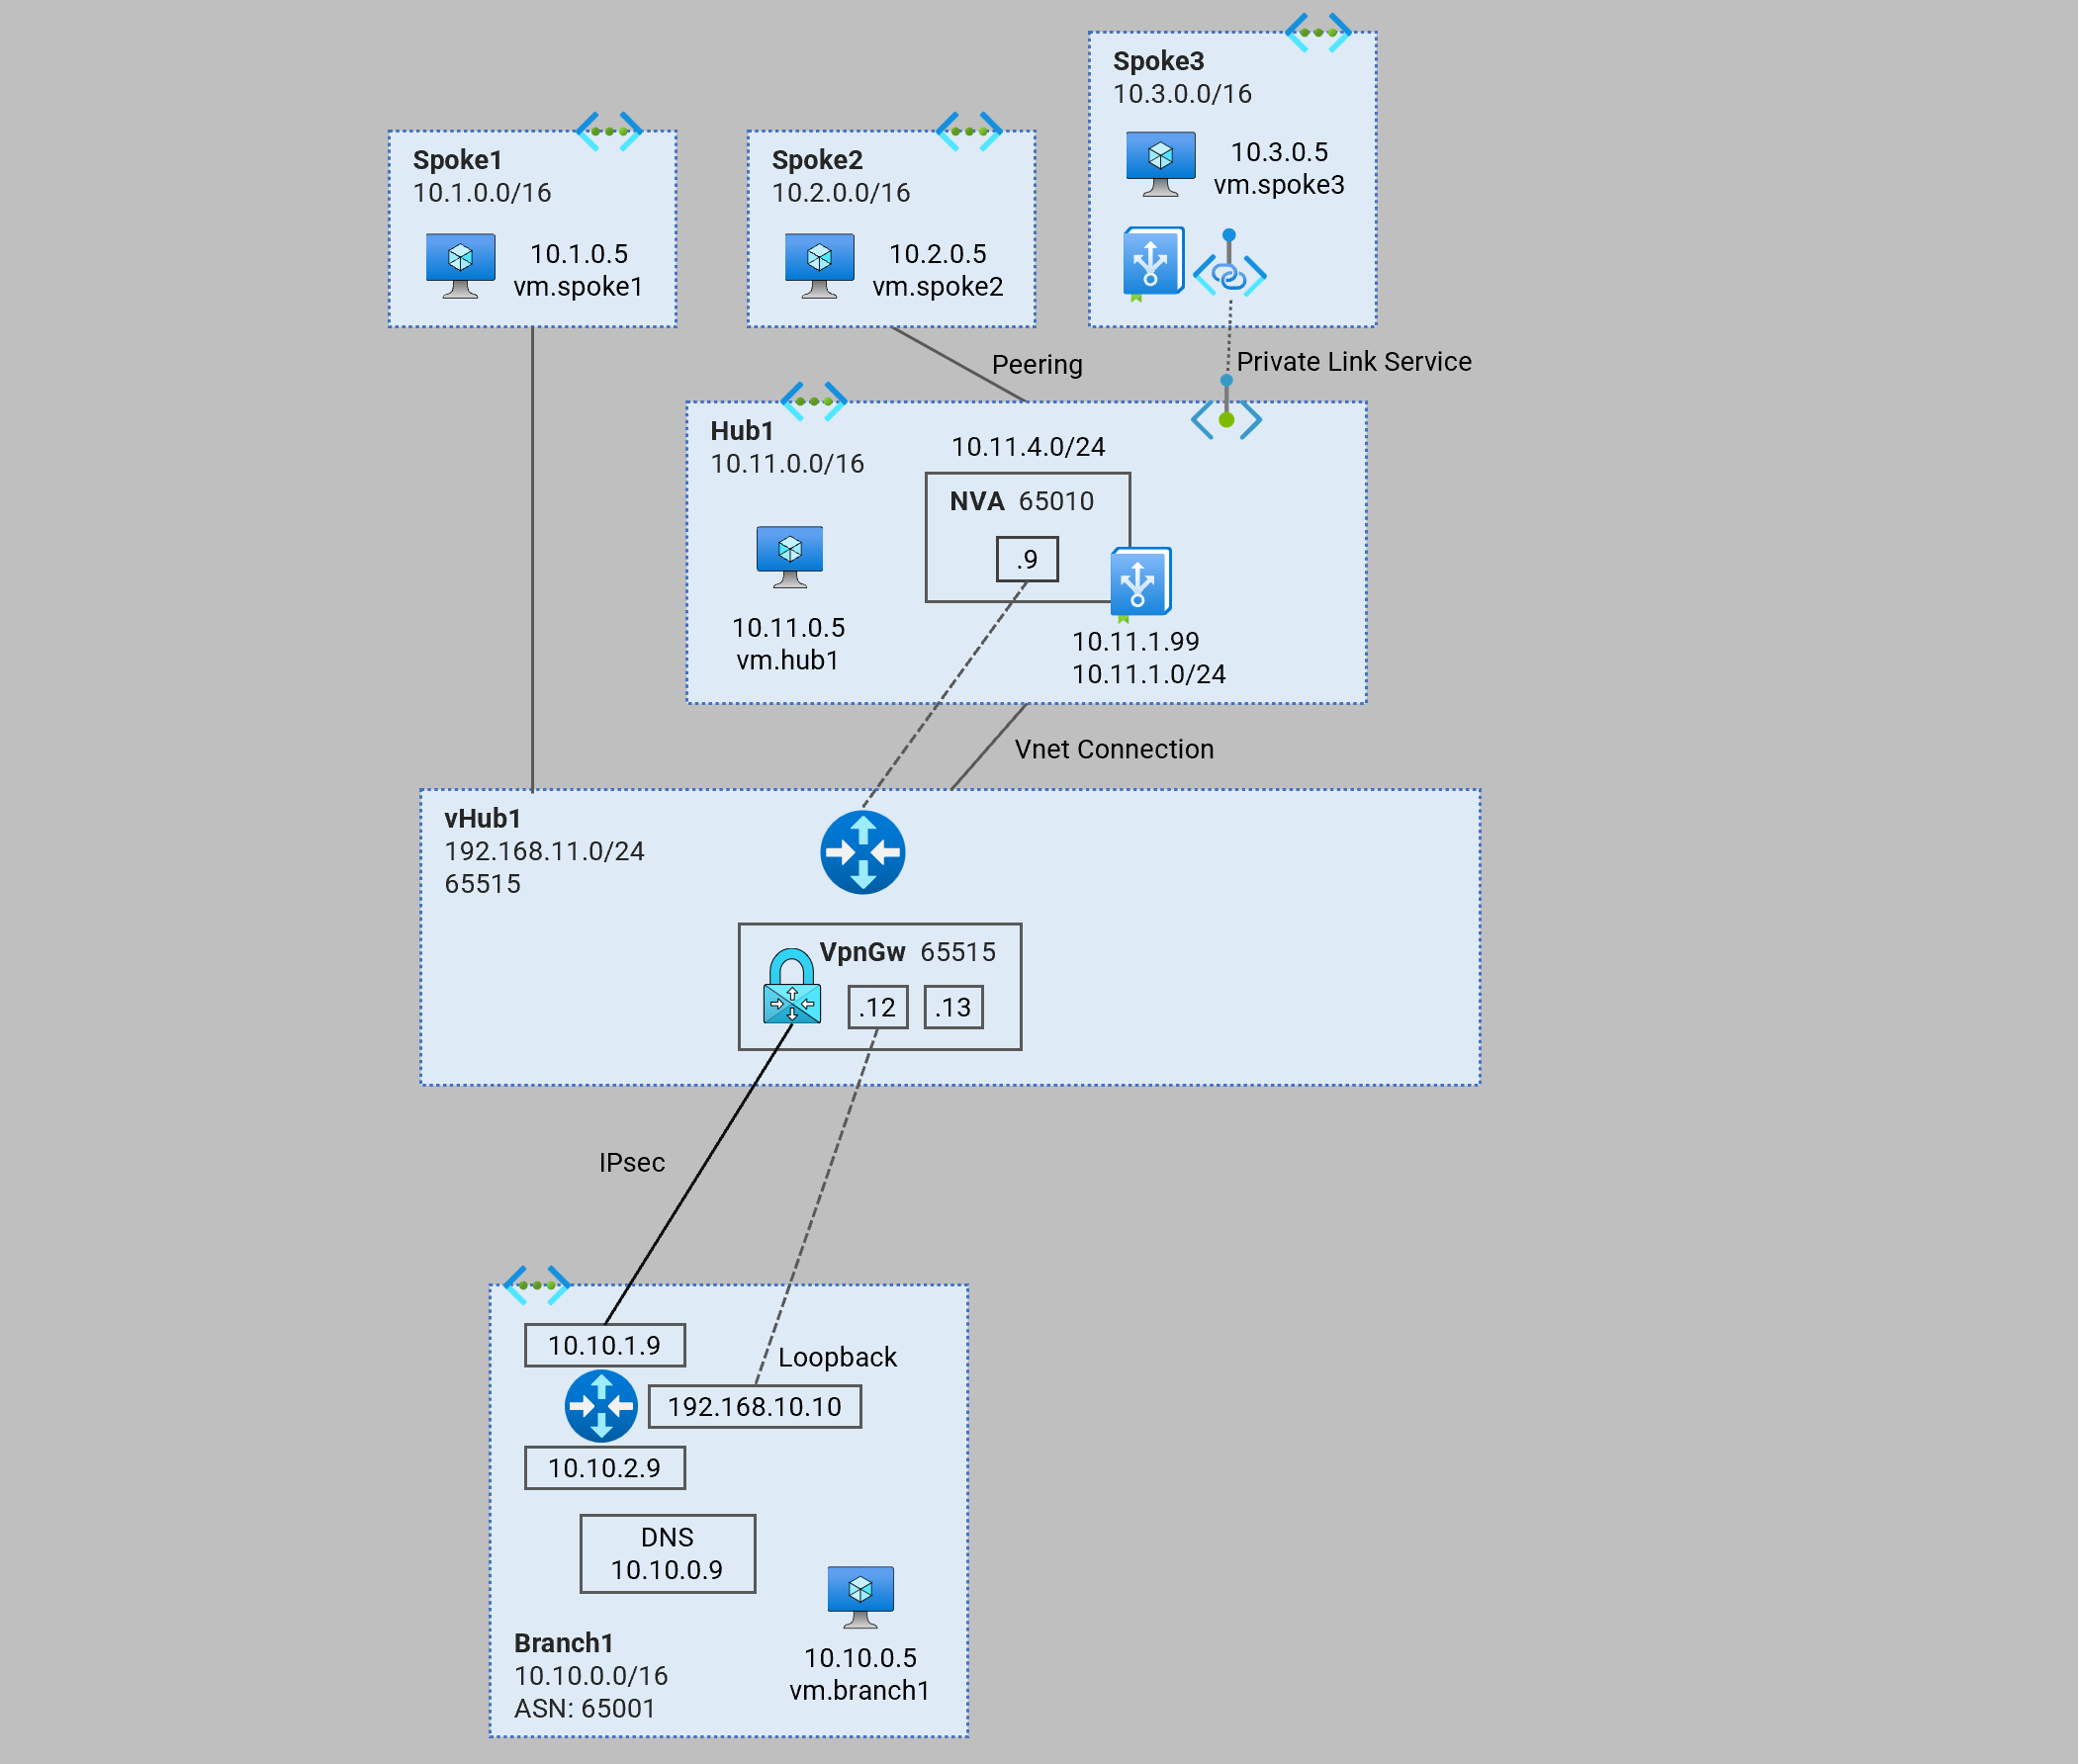 Spoke3
10.3.0.0/16
10.3.0.5
vm.spoke3
Spoke1
10.1.0.0/16
10.1.0.5
vm.spoke1
Spoke2
10.2.0.0/16
10.2.0.5
vm.spoke2
Peering
Private Link Service
Hub1
10.11.0.0/16
10.11.4.0/24
NVA 65010
.9
10.11.0.5
vm.hub1
10.11.1.99
10.11.1.0/24
Vnet Connection
vHub1
192.168.11.0/24
65515
VpnGw 65515
.12
.13
IPsec
10.10.1.9
Loopback
192.168.10.10
10.10.2.9
DNS
10.10.0.9
Branch1
10.10.0.0/16
ASN: 65001
10.10.0.5
vm.branch1